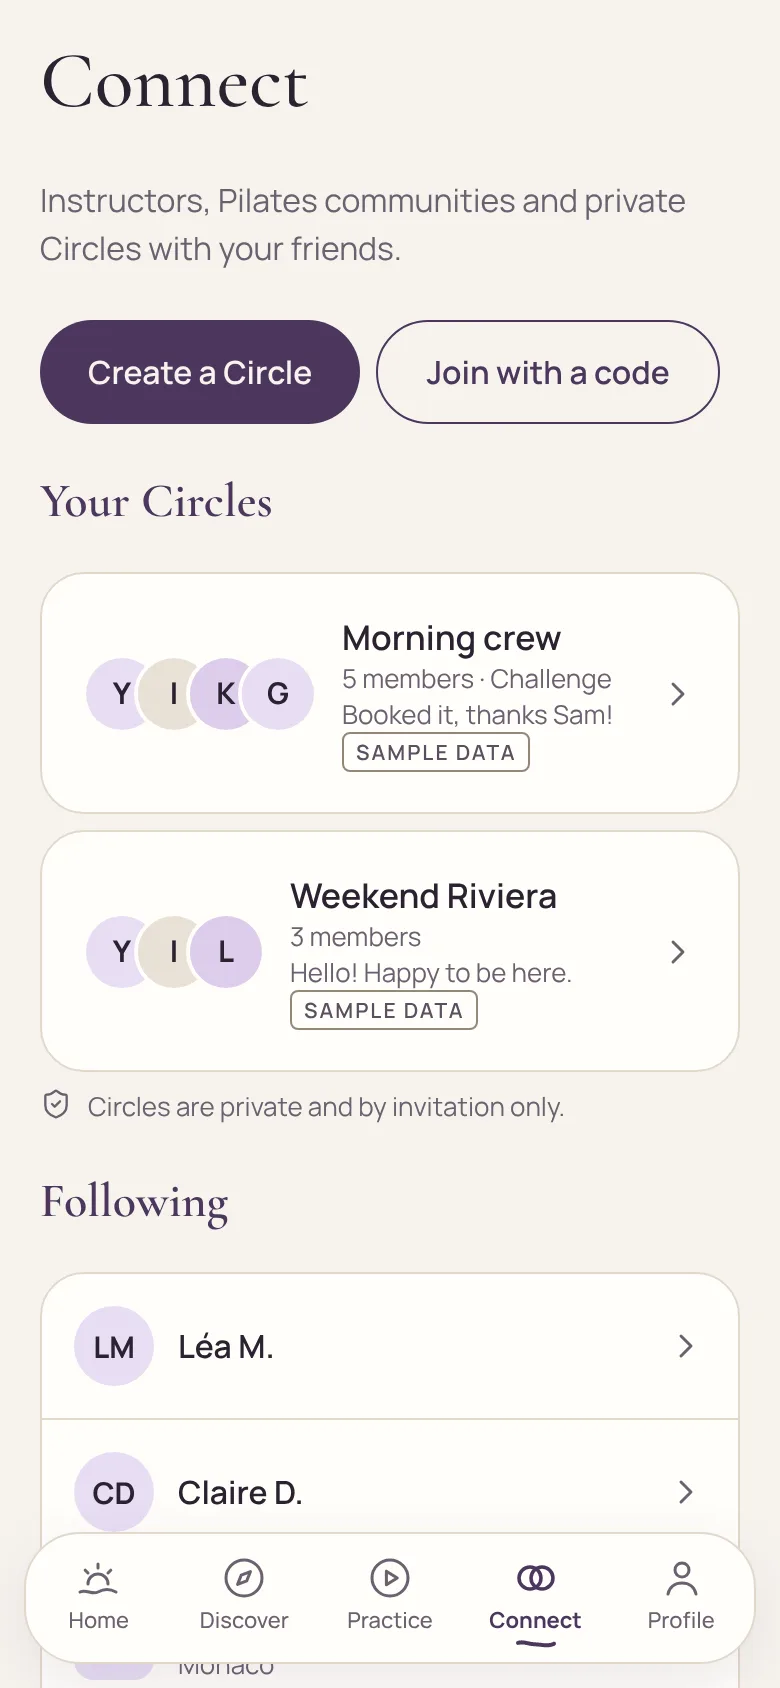 Connect
Instructors, Pilates communities and private
Circles with your friends.
Create a Circle
Join with a code
Your Circles
Y I K G
Morning crew
5 members · Challenge
Booked it, thanks Sam!
SAMPLE DATA
Y I L
Weekend Riviera
3 members
Hello! Happy to be here.
SAMPLE DATA
Circles are private and by invitation only.
Following
LM Léa M.
CD Claire D.
Home Discover Practice Connect Profile
Monaco